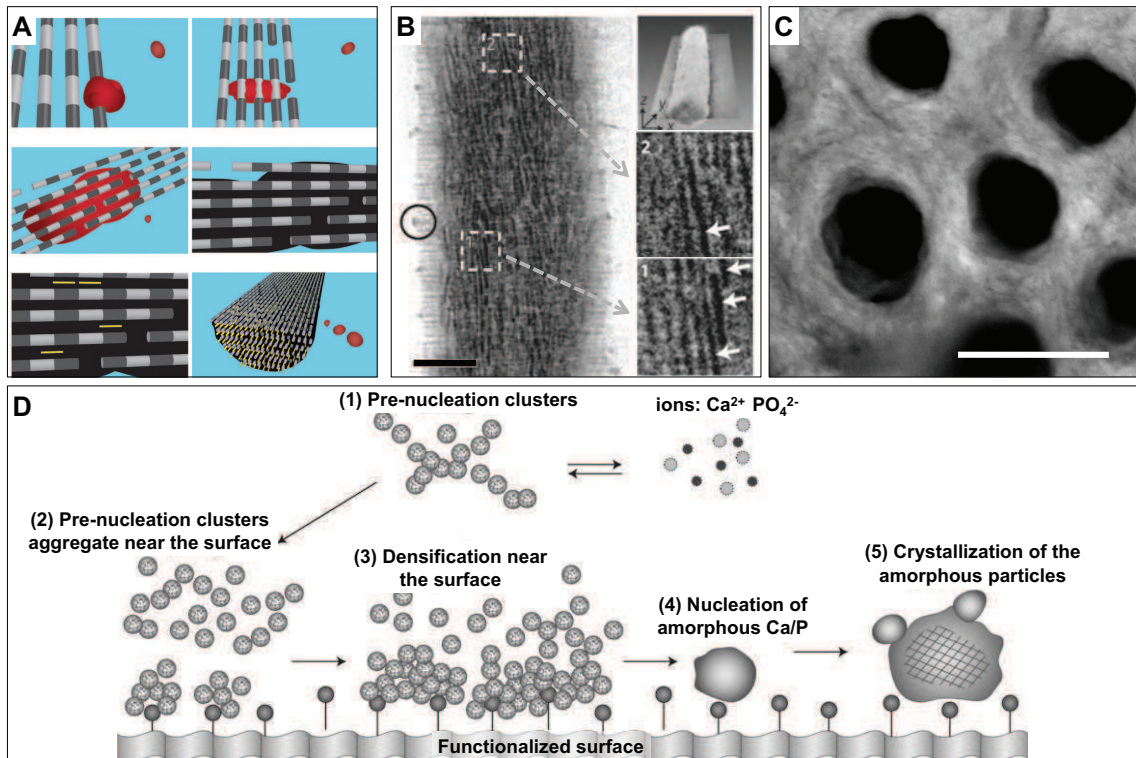 A
B
C
2
1
z
y
x
2
1
D
(1) Pre-nucleation clusters
ions: Ca²⁺ PO₄²⁻
(2) Pre-nucleation clusters
aggregate near the surface
(3) Densification near
the surface
(4) Nucleation of
amorphous Ca/P
(5) Crystallization of the
amorphous particles
Functionalized surface